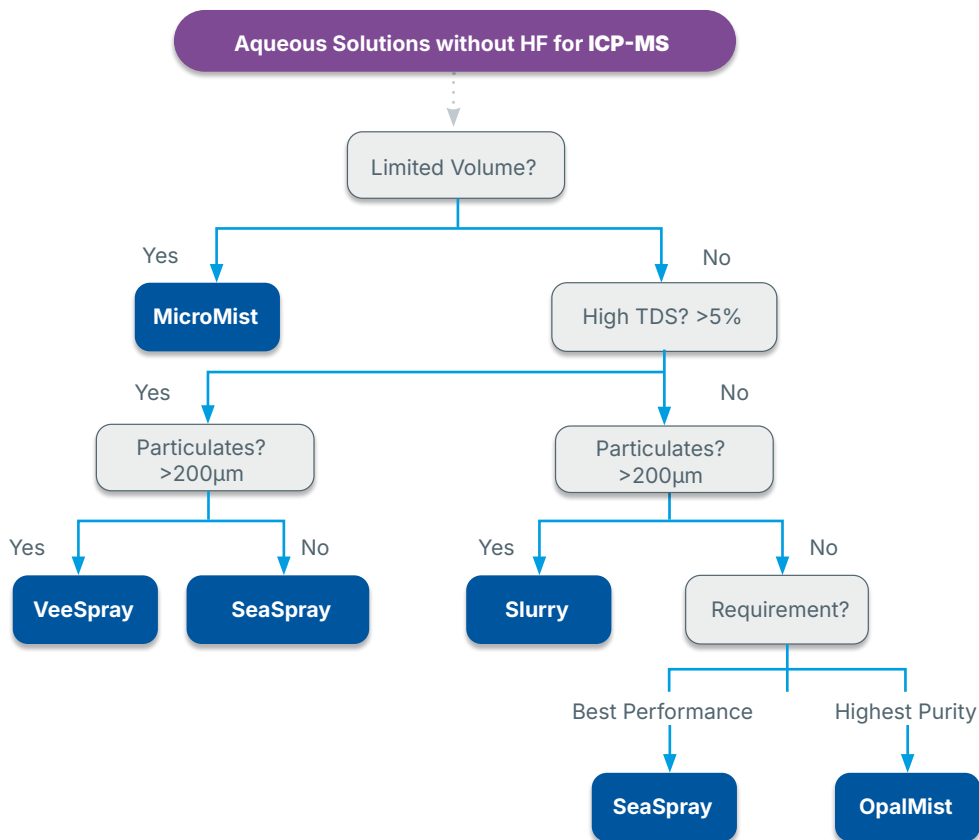 Aqueous Solutions without HF for ICP-MS
Limited Volume?
Yes
No
MicroMist
High TDS? >5%
Yes
No
Particulates?
>200µm
Particulates?
>200µm
Yes
No
Yes
No
VeeSpray
SeaSpray
Slurry
Requirement?
Best Performance
Highest Purity
SeaSpray
OpalMist